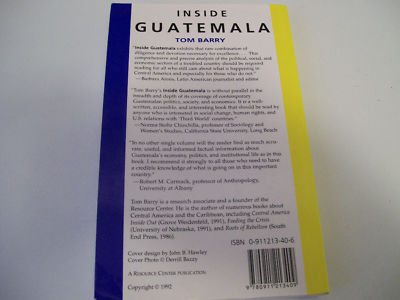 INSIDE
GUATEMALA
TOM BARRY
"Inside Guatemala exhibits that rare combination of
diligence and devotion necessary for excellence. . . . This
comprehensive and precise analysis of the political, social, and
economic sectors of a troubled country should be required
reading for all who still care about what is happening in
Central America and especially for those who do not."
— Barbara Ainsis, Latin American journalist and editor
"Tom Barry's Inside Guatemala is without parallel in the
breadth and depth of its coverage of contemporary
Guatemalan politics, society, and economics. It is a well-
written, accessible, and interesting book that should be read by
anyone who is interested in social change, human rights, and
U.S. relations with 'Third World' countries."
—Norma Stoltz Chinchilla, professor of Sociology and
Women's Studies, California State University, Long Beach
"In no other single volume will the reader find as much accu-
rate, useful, and informed factual information about
Guatemala's economy, politics, and institutional life as in this
book. I recommend it strongly to all those who need to have
a credible knowledge of what is going on in this important
country."
—Robert M. Carmack, professor of Anthropology,
University at Albany
Tom Barry is a research associate and a founder of the
Resource Center. He is the author of numerous books about
Central America and the Caribbean, including Central America
Inside Out (Grove Weidenfeld, 1991), Feeding the Crisis
(University of Nebraska, 1991), and Roots of Rebellion (South
End Press, 1986).
ISBN 0-911213-40-6
Cover design by John B. Hawley
Cover Photo © Derrill Bazzy
A RESOURCE CENTER PUBLICATION
Copyright © 1992
9 780911 213409